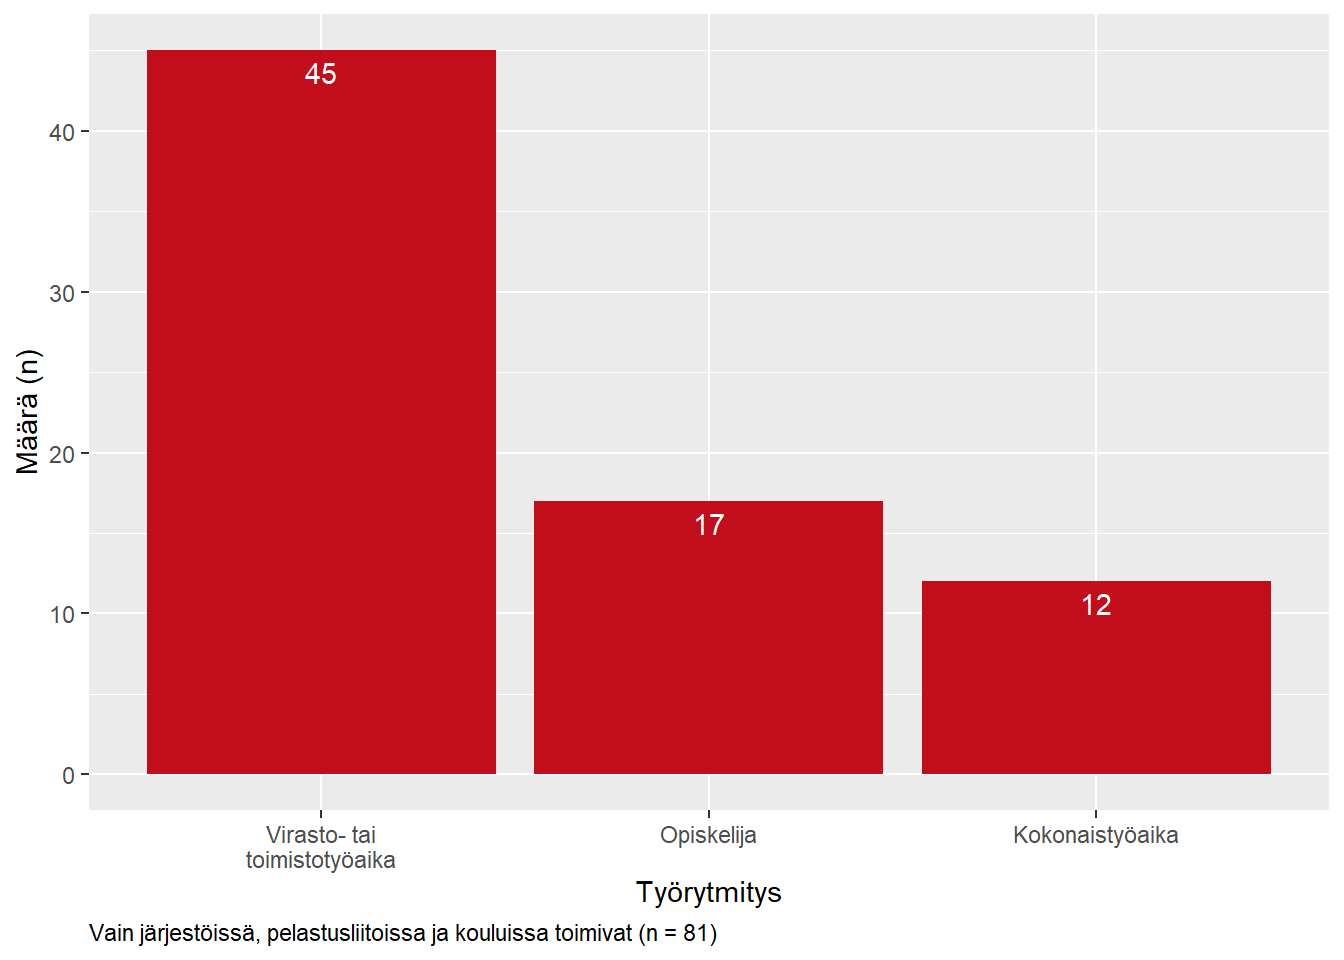 Määrä (n)
40
30
20
10
0
45
17
12
Virasto- tai
toimistotyöaika
Opiskelija
Kokonaistyöaika
Työrytmitys
Vain järjestöissä, pelastusliitoissa ja kouluissa toimivat (n = 81)